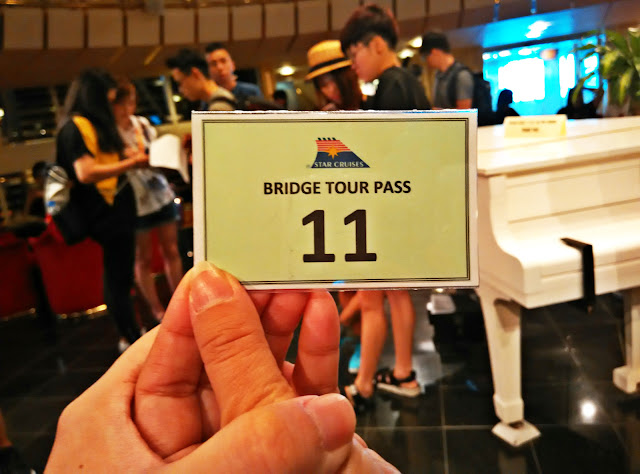 STAR CRUISES
BRIDGE TOUR PASS
11